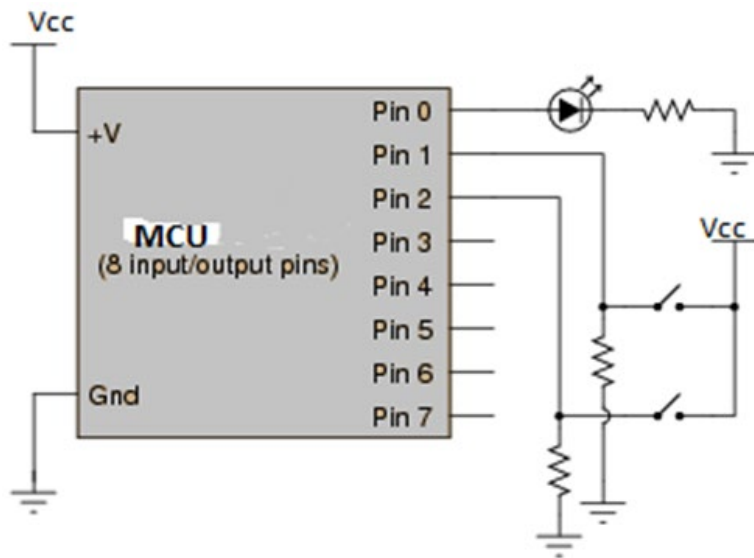 Vcc
+V
MCU
(8 input/output pins)
Gnd
Pin 0
Pin 1
Pin 2
Pin 3
Pin 4
Pin 5
Pin 6
Pin 7
Vcc